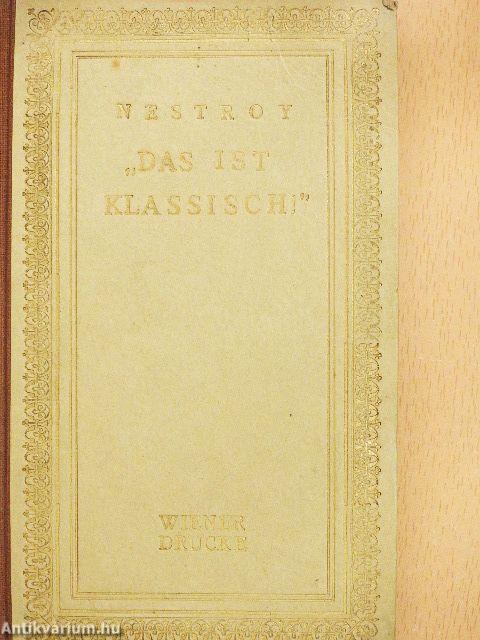 NESTROY
„DAS IST
KLASSISCH!”
WIENER
DRUCKE
Antikvarium.hu